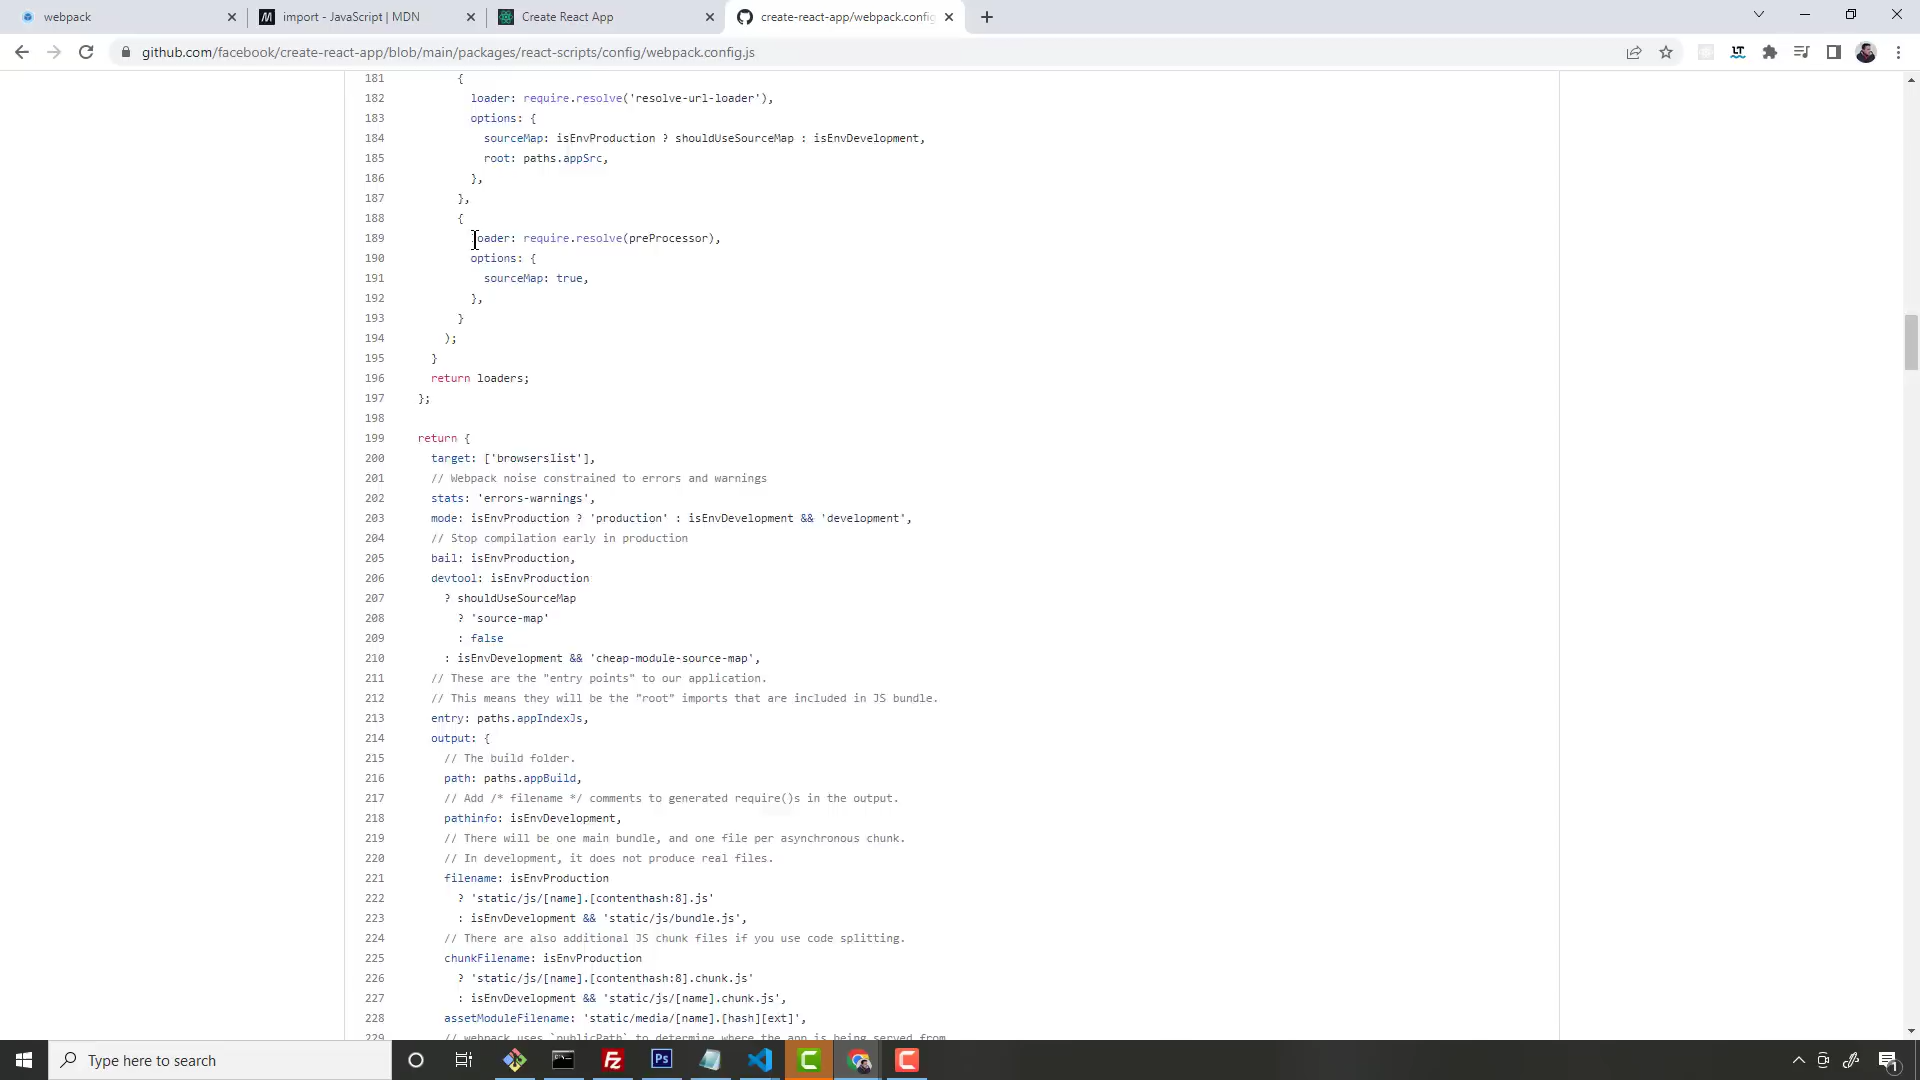 webpack
import - JavaScript | MDN
Create React App
create-react-app/webpack.config
github.com/facebook/create-react-app/blob/main/packages/react-scripts/config/webpack.config.js
181 {
182 loader: require.resolve('resolve-url-loader'),
183 options: {
184 sourceMap: isEnvProduction ? shouldUseSourceMap : isEnvDevelopment,
185 root: paths.appSrc,
186 },
187 },
188 {
189 loader: require.resolve(preProcessor),
190 options: {
191 sourceMap: true,
192 },
193 }
194 );
195 }
196 return loaders;
197 };
198
199 return {
200 target: ['browserslist'],
201 // Webpack noise constrained to errors and warnings
202 stats: 'errors-warnings',
203 mode: isEnvProduction ? 'production' : isEnvDevelopment && 'development',
204 // Stop compilation early in production
205 bail: isEnvProduction,
206 devtool: isEnvProduction
207 ? shouldUseSourceMap
208 ? 'source-map'
209 : false
210 : isEnvDevelopment && 'cheap-module-source-map',
211 // These are the "entry points" to our application.
212 // This means they will be the "root" imports that are included in JS bundle.
213 entry: paths.appIndexJs,
214 output: {
215 // The build folder.
216 path: paths.appBuild,
217 // Add /* filename */ comments to generated require()s in the output.
218 pathinfo: isEnvDevelopment,
219 // There will be one main bundle, and one file per asynchronous chunk.
220 // In development, it does not produce real files.
221 filename: isEnvProduction
222 ? 'static/js/[name].[contenthash:8].js'
223 : isEnvDevelopment && 'static/js/bundle.js',
224 // There are also additional JS chunk files if you use code splitting.
225 chunkFilename: isEnvProduction
226 ? 'static/js/[name].[contenthash:8].chunk.js'
227 : isEnvDevelopment && 'static/js/[name].chunk.js',
228 assetModuleFilename: 'static/media/[name].[hash][ext]',
229 // webpack uses `publicPath` to determine where the app is being served from.
Type here to search